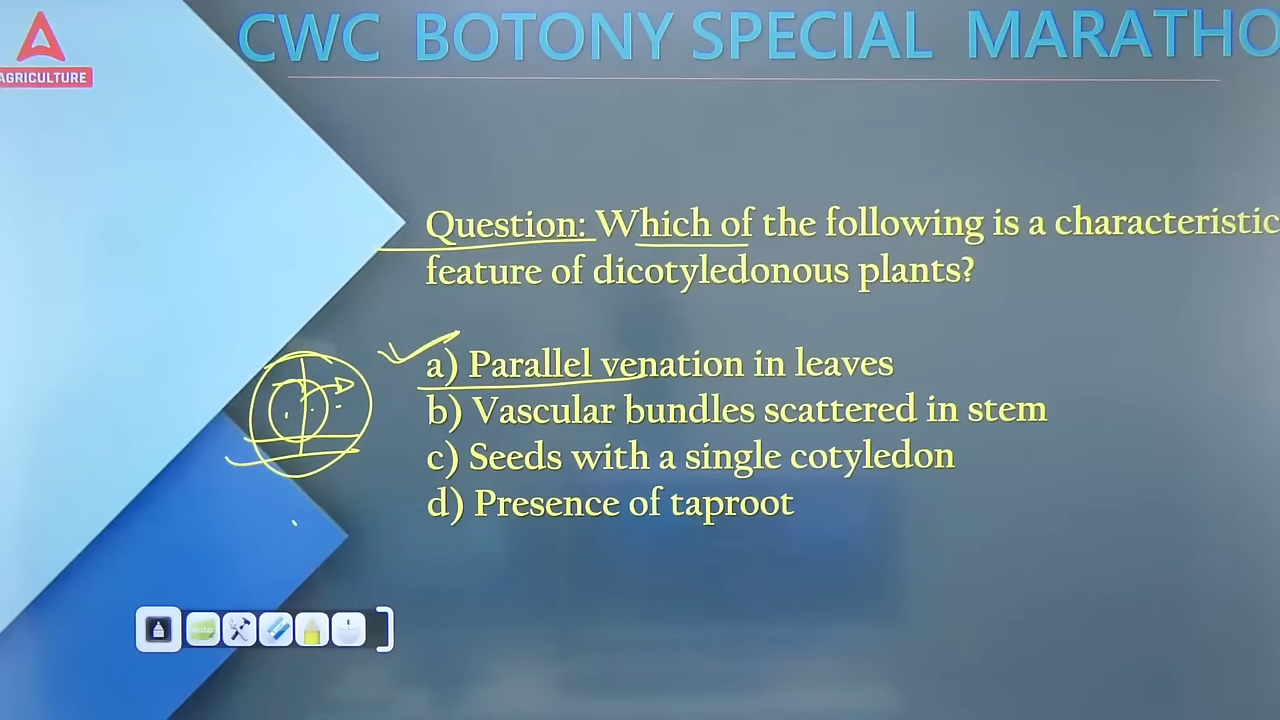 CWC BOTONY SPECIAL MARATHO
AGRICULTURE
Question: Which of the following is a characteristic
feature of dicotyledonous plants?
a) Parallel venation in leaves
b) Vascular bundles scattered in stem
c) Seeds with a single cotyledon
d) Presence of taproot